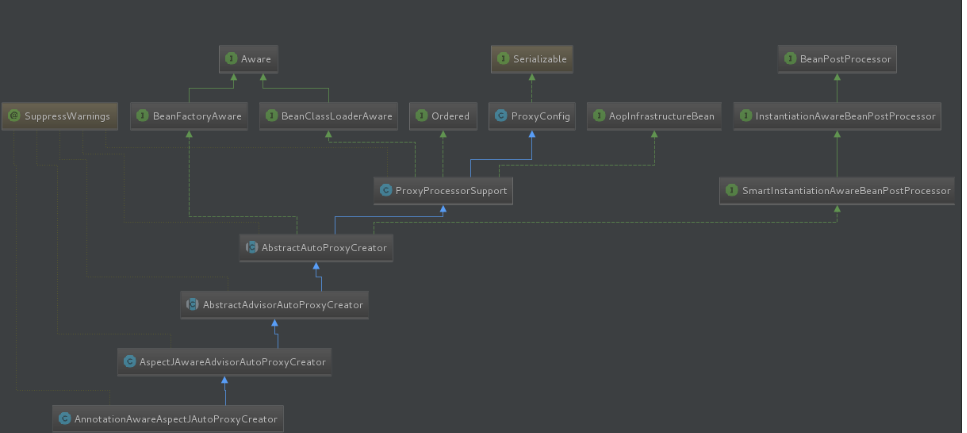 Aware
Serializable
BeanPostProcessor
SuppressWarnings
BeanFactoryAware
BeanClassLoaderAware
Ordered
ProxyConfig
AopInfrastructureBean
InstantiationAwareBeanPostProcessor
ProxyProcessorSupport
SmartInstantiationAwareBeanPostProcessor
AbstractAutoProxyCreator
AbstractAdvisorAutoProxyCreator
AspectJAwareAdvisorAutoProxyCreator
AnnotationAwareAspectJAutoProxyCreator